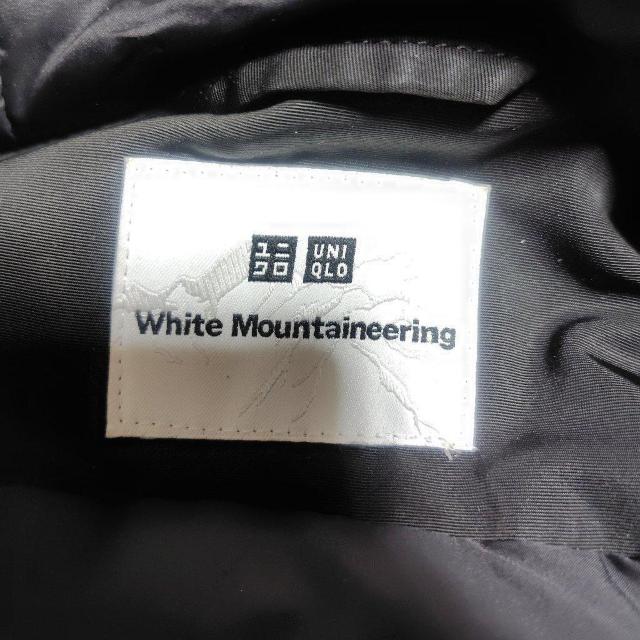 ユニ UNI
クロ QLO
White Mountaineering